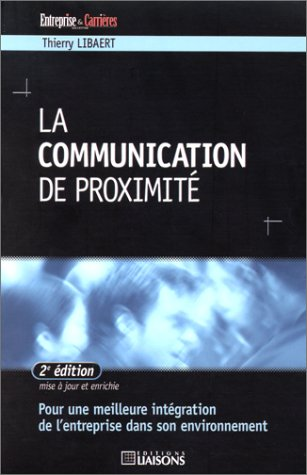 Entreprise & Carrières
Thierry LIBAERT
LA
COMMUNICATION
DE PROXIMITÉ
2e édition
mise à jour et enrichie
Pour une meilleure intégration
de l'entreprise dans son environnement
EDITIONS
LIAISONS